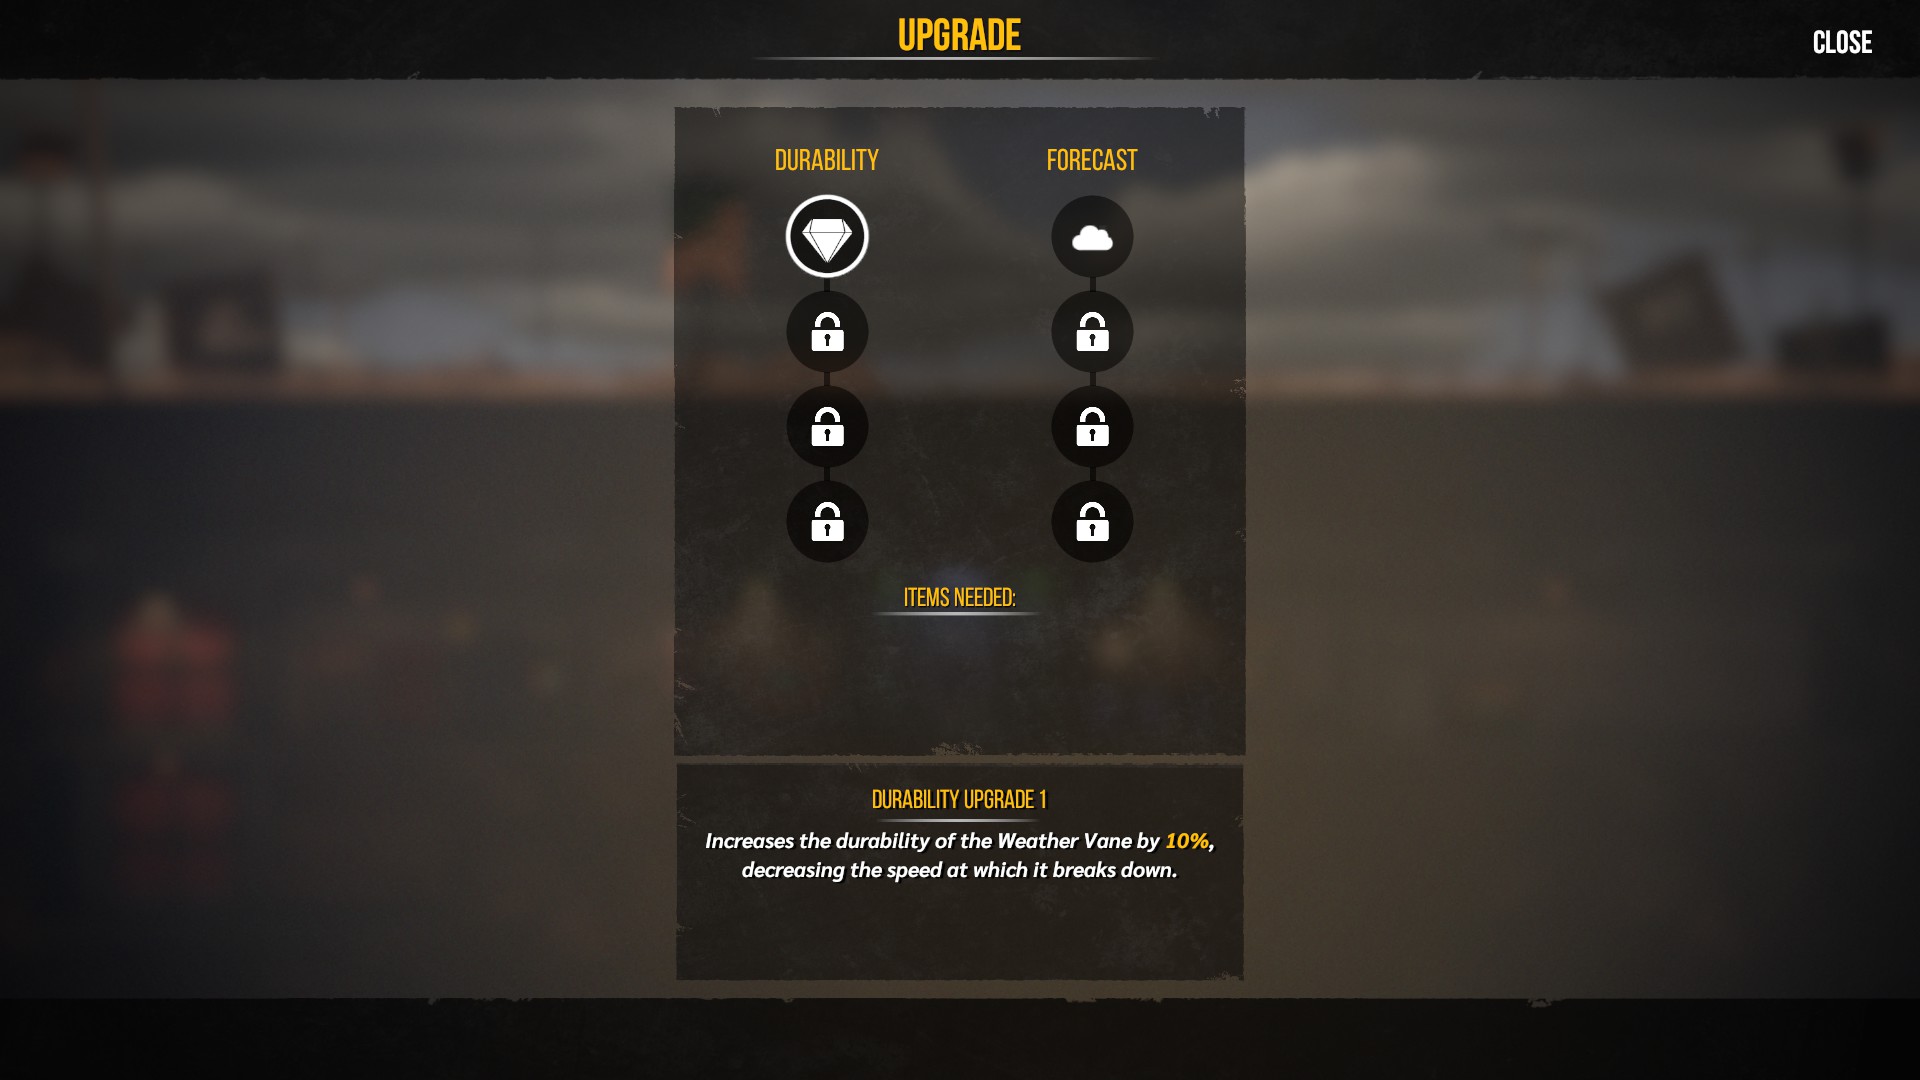 UPGRADE
CLOSE
DURABILITY
FORECAST
ITEMS NEEDED:
DURABILITY UPGRADE 1
Increases the durability of the Weather Vane by 10%,
decreasing the speed at which it breaks down.